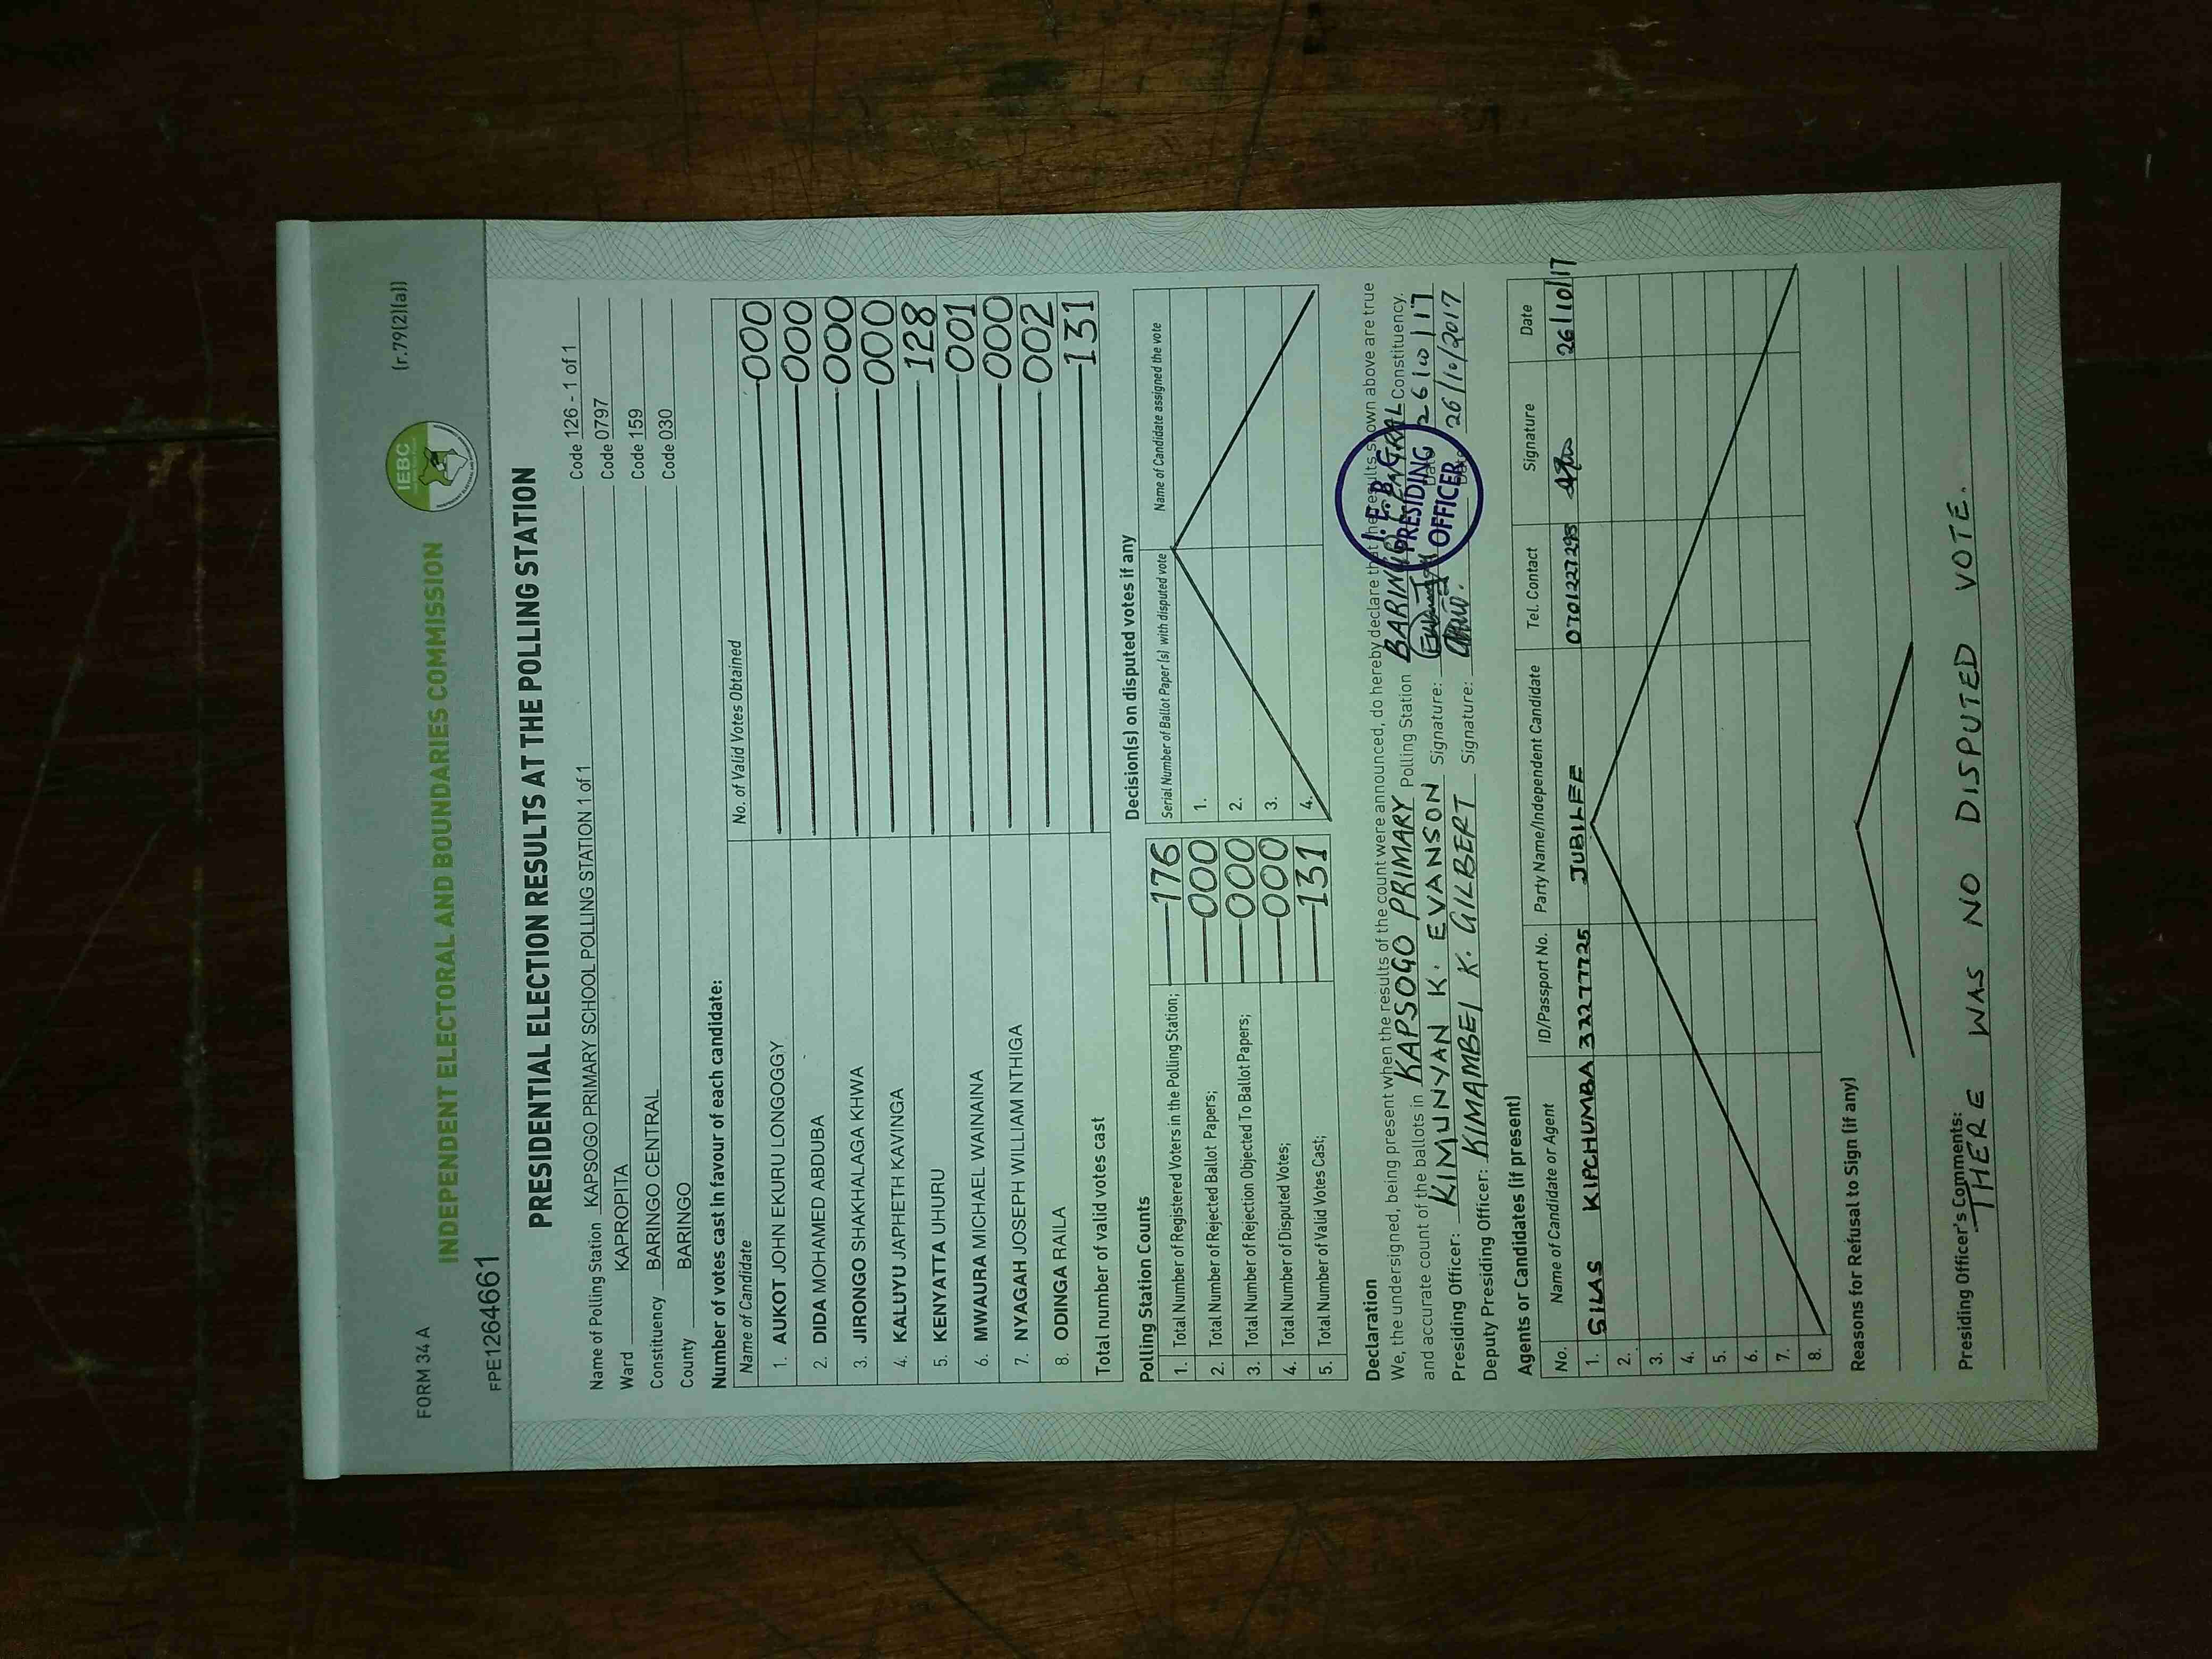 FORM 34 A
(r.79(2)(a))
IEBC
INDEPENDENT ELECTORAL AND BOUNDARIES COMMISSION
FPE1264661
PRESIDENTIAL ELECTION RESULTS AT THE POLLING STATION
Name of Polling Station KAPSOGO PRIMARY SCHOOL POLLING STATION 1 of 1 Code 126 - 1 of 1
Ward KAPROPITA Code 0797
Constituency BARINGO CENTRAL Code 159
County BARINGO Code 030
Number of votes cast in favour of each candidate:
Name of Candidate No. of Valid Votes Obtained
1. AUKOT JOHN EKURU LONGOGGY 000
2. DIDA MOHAMED ABDUBA 000
3. JIRONGO SHAKHALAGA KHWA 000
4. KALUYU JAPHETH KAVINGA 000
5. KENYATTA UHURU 128
6. MWAURA MICHAEL WAINAINA 001
7. NYAGAH JOSEPH WILLIAM NTHIGA 000
8. ODINGA RAILA 002
Total number of valid votes cast 131
Polling Station Counts
1. Total Number of Registered Voters in the Polling Station; 176
2. Total Number of Rejected Ballot Papers; 000
3. Total Number of Rejection Objected To Ballot Papers; 000
4. Total Number of Disputed Votes; 000
5. Total Number of Valid Votes Cast; 131
Decision(s) on disputed votes if any
Serial Number of Ballot Paper (s) with disputed vote Name of Candidate assigned the vote
1.
2.
3.
4.
Declaration
We, the undersigned, being present when the results of the count were announced, do hereby declare that the results shown above are true
and accurate count of the ballots in KAPSOGO PRIMARY Polling Station BARINGO CENTRAL Constituency.
Presiding Officer: KIMUNYAN K. EVANSON Signature: Date 26/10/17
Deputy Presiding Officer: KIMAMBEI K. GILBERT Signature: Date 26/10/2017
I.E.B.C
PRESIDING
OFFICER
Agents or Candidates (if present)
No. Name of Candidate or Agent ID/Passport No. Party Name/Independent Candidate Tel. Contact Signature Date
1. SILAS KIPCHUMBA 32277725 JUBILEE 0701227295 26/10/17
2.
3.
4.
5.
6.
7.
8.
Reasons for Refusal to Sign (if any)
Presiding Officer's Comments:
THERE WAS NO DISPUTED VOTE.